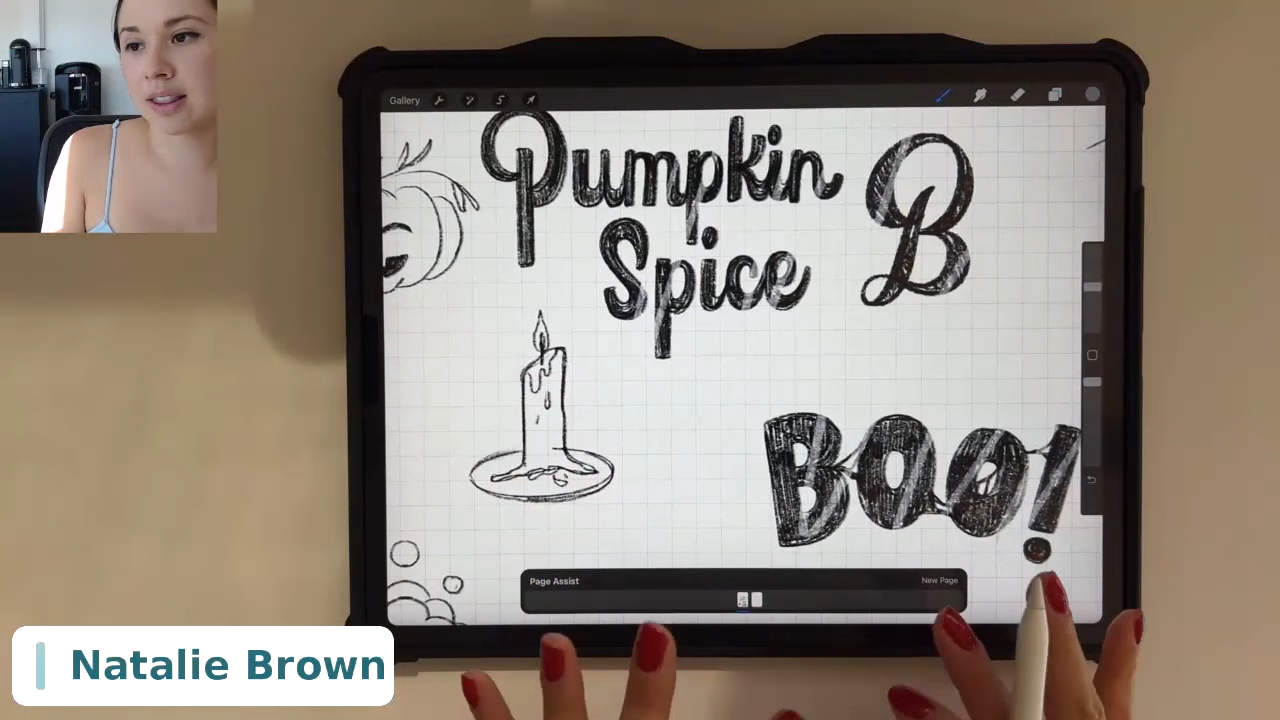 Gallery
Pumpkin
Spice
B
BOO!
Page Assist
New Page
Natalie Brown